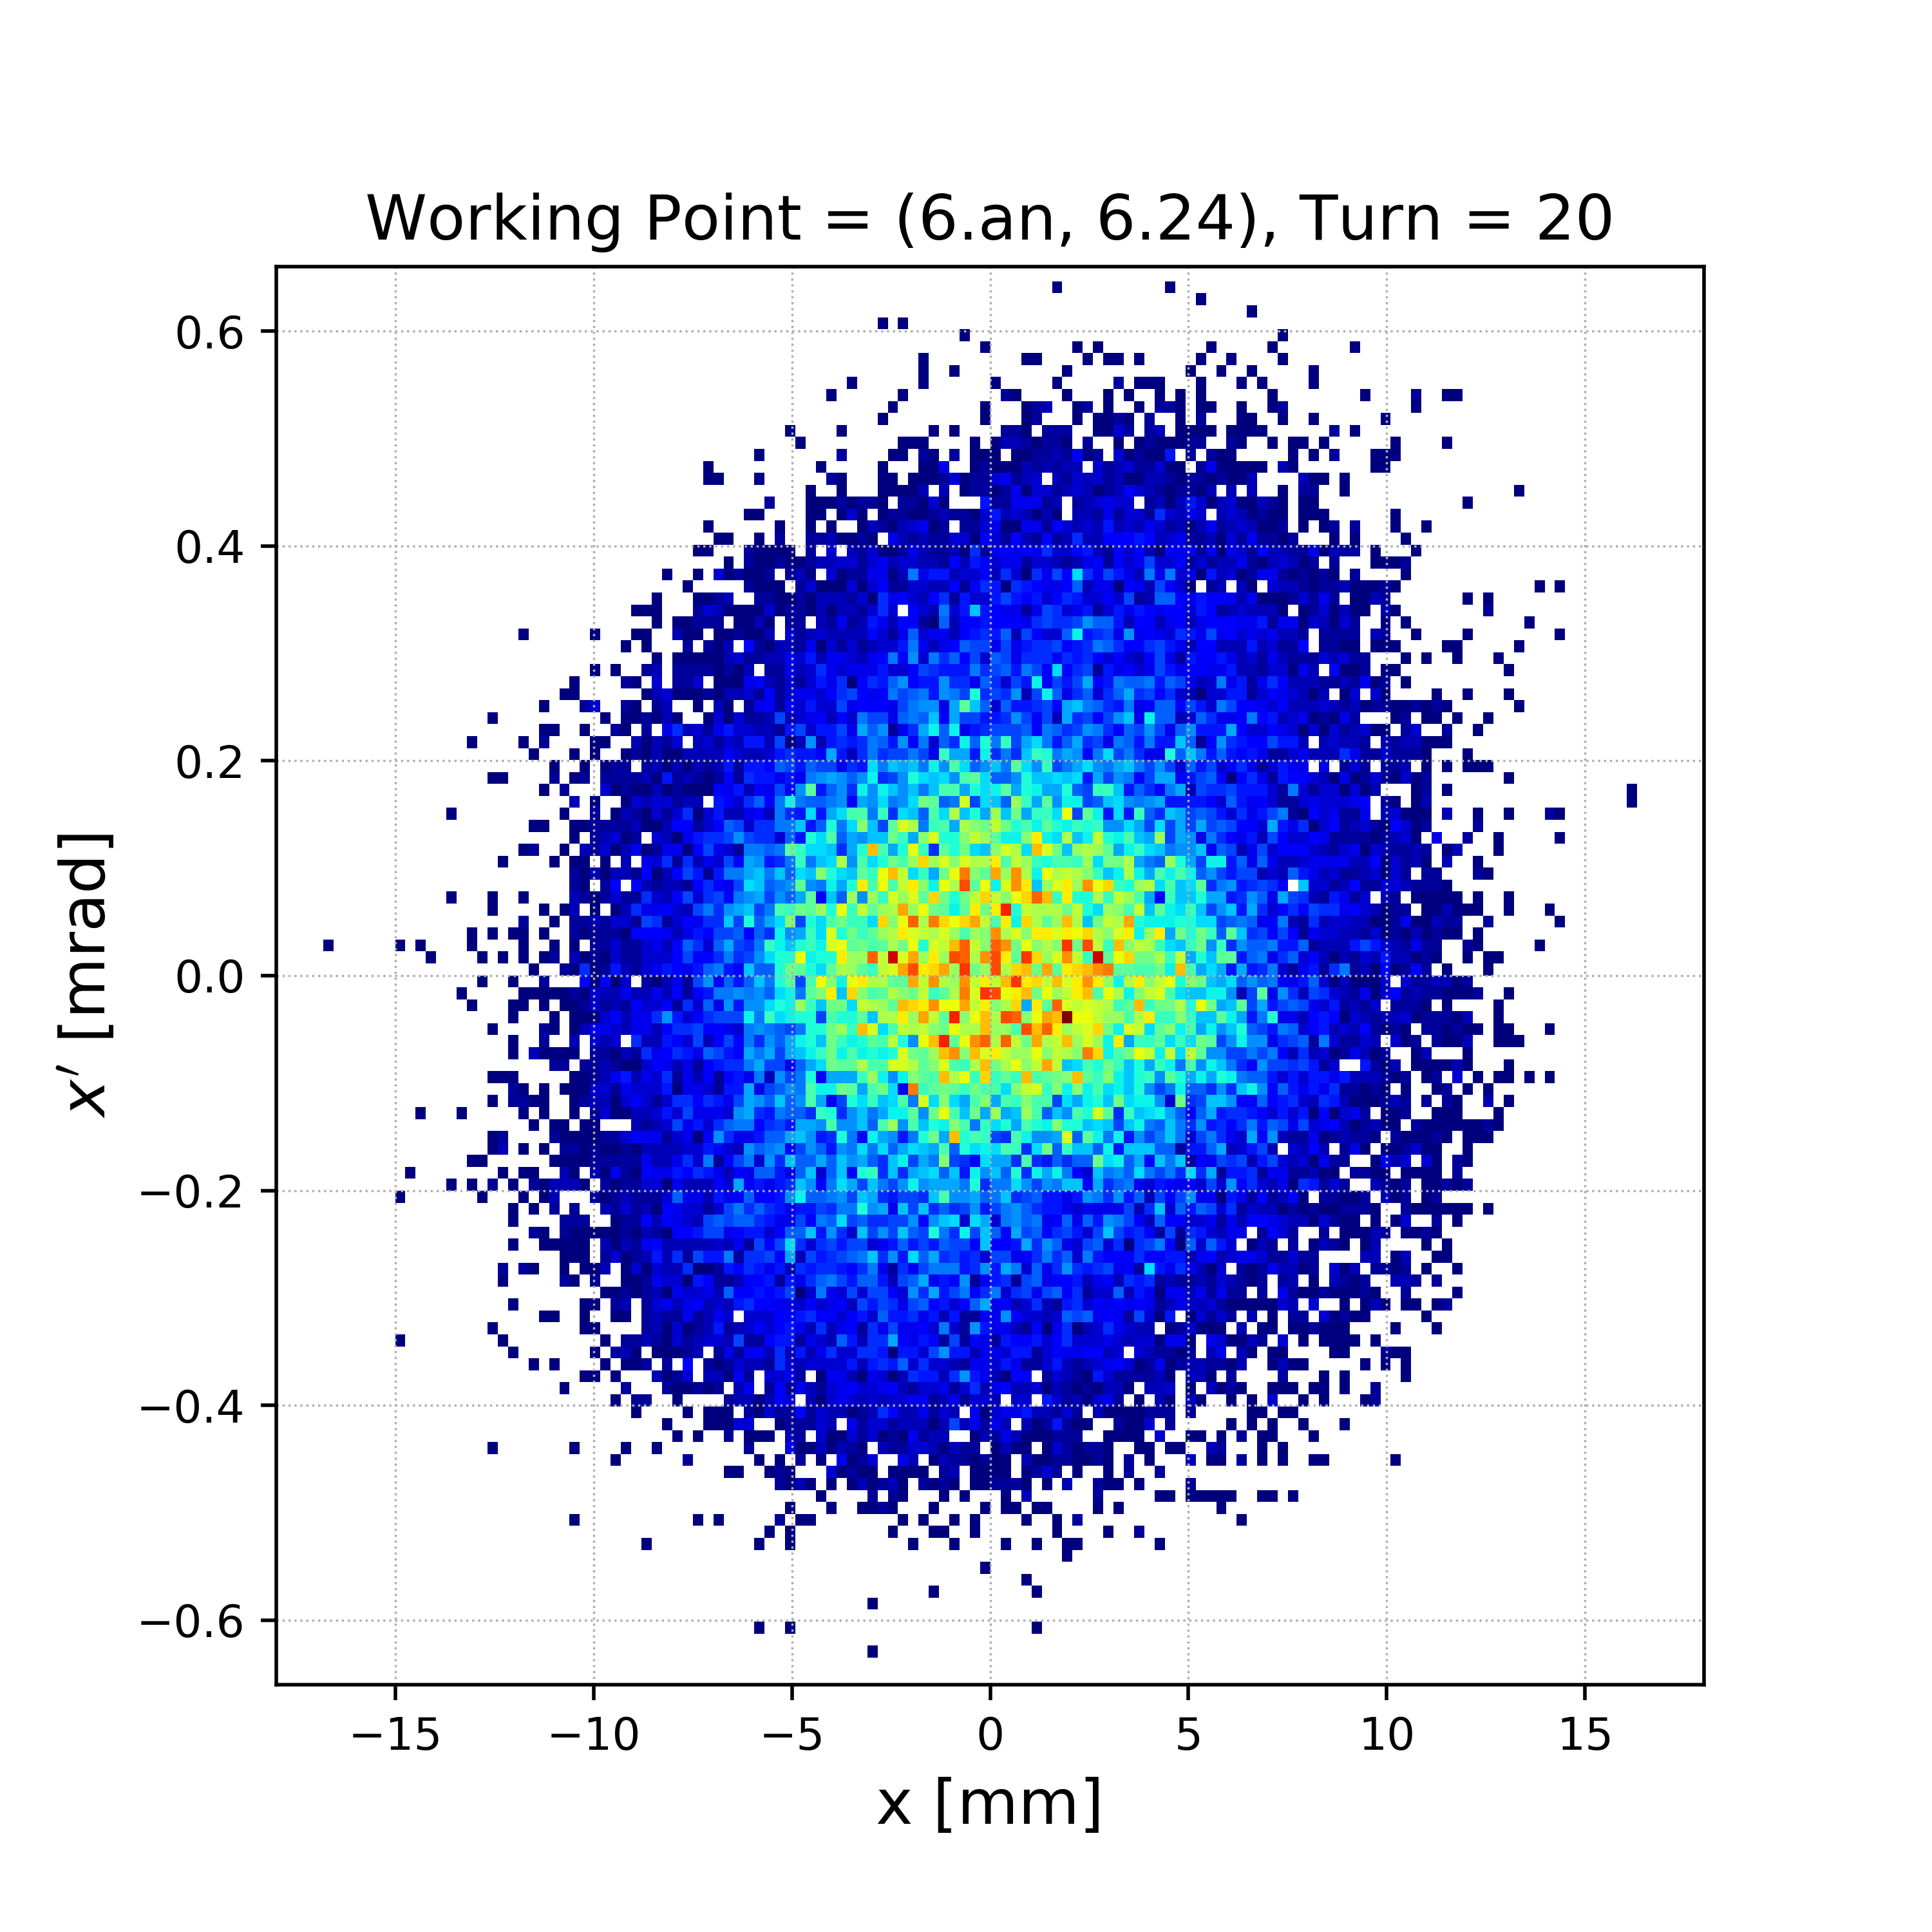 Working Point = (6.an, 6.24), Turn = 20
0.6
0.4
0.2
0.0
−0.2
−0.4
−0.6
x′ [mrad]
−15 −10 −5 0 5 10 15
x [mm]